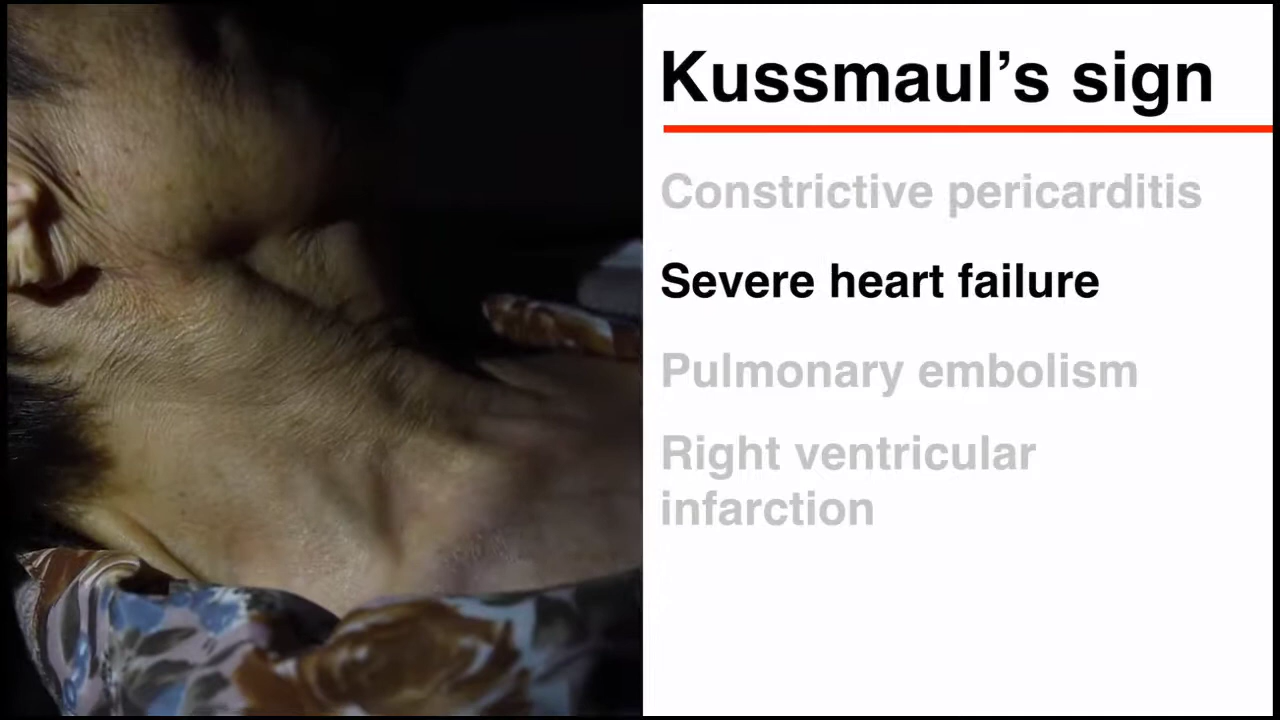 Kussmaul’s sign
Constrictive pericarditis
Severe heart failure
Pulmonary embolism
Right ventricular
infarction